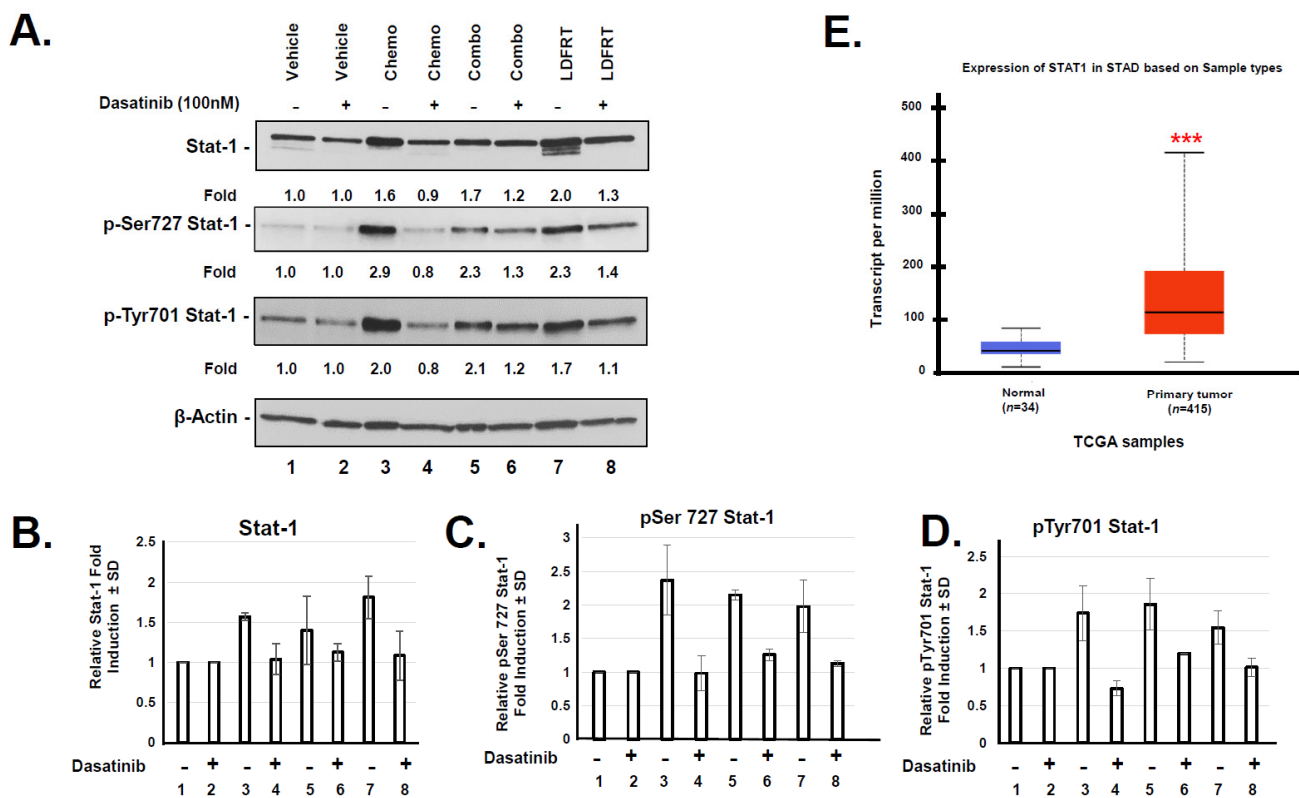 A.
Vehicle Vehicle Chemo Chemo Combo Combo LDFRT LDFRT
Dasatinib (100nM) - + - + - + - +
Stat-1 -
Fold 1.0 1.0 1.6 0.9 1.7 1.2 2.0 1.3
p-Ser727 Stat-1 -
Fold 1.0 1.0 2.9 0.8 2.3 1.3 2.3 1.4
p-Tyr701 Stat-1 -
Fold 1.0 1.0 2.0 0.8 2.1 1.2 1.7 1.1
β-Actin -
1 2 3 4 5 6 7 8
E.
Expression of STAT1 in STAD based on Sample types
Transcript per million
500
400
300
200
100
0
***
Normal
(n=34)
Primary tumor
(n=415)
TCGA samples
B.
Stat-1
Relative Stat-1 Fold
Induction ± SD
2.5
2
1.5
1
0.5
0
Dasatinib - + - + - + - +
1 2 3 4 5 6 7 8
C.
pSer 727 Stat-1
Relative pSer 727 Stat-1
Fold Induction ± SD
3
2.5
2
1.5
1
0.5
0
Dasatinib - + - + - + - +
1 2 3 4 5 6 7 8
D.
pTyr701 Stat-1
Relative pTyr701 Stat-1
Fold Induction ± SD
2.5
2
1.5
1
0.5
0
Dasatinib - + - + - + - +
1 2 3 4 5 6 7 8